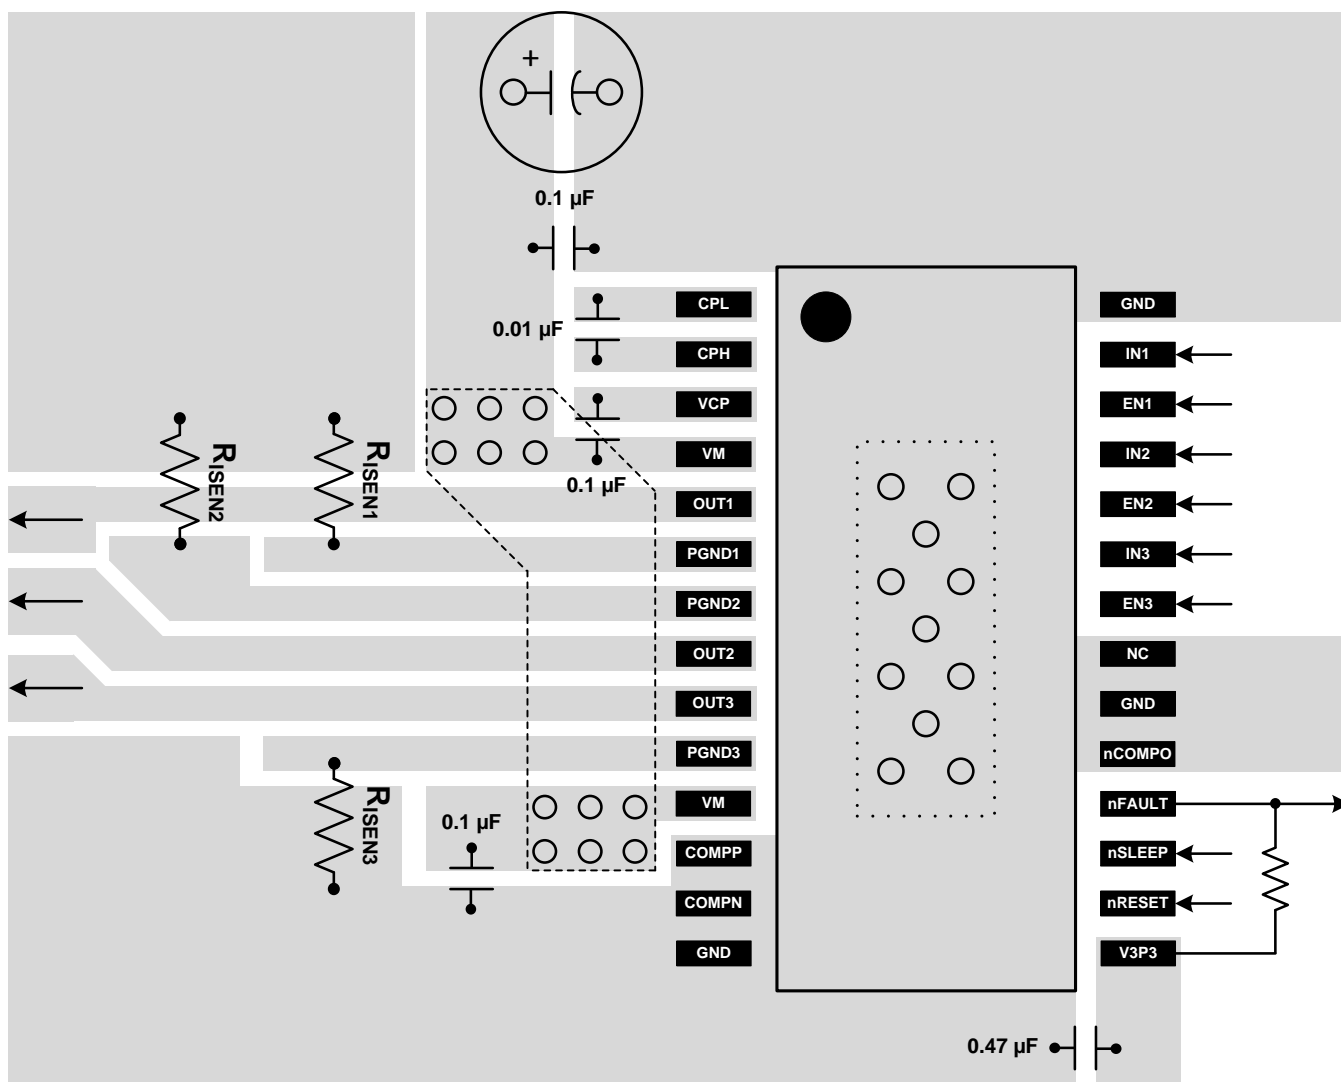 +
0.1 µF
0.01 µF
0.1 µF
CPL
CPH
VCP
VM
OUT1
PGND1
PGND2
OUT2
OUT3
PGND3
VM
COMPP
COMPN
GND
GND
IN1
EN1
IN2
EN2
IN3
EN3
NC
GND
nCOMPO
nFAULT
nSLEEP
nRESET
V3P3
RISEN2
RISEN1
RISEN3
0.1 µF
0.47 µF